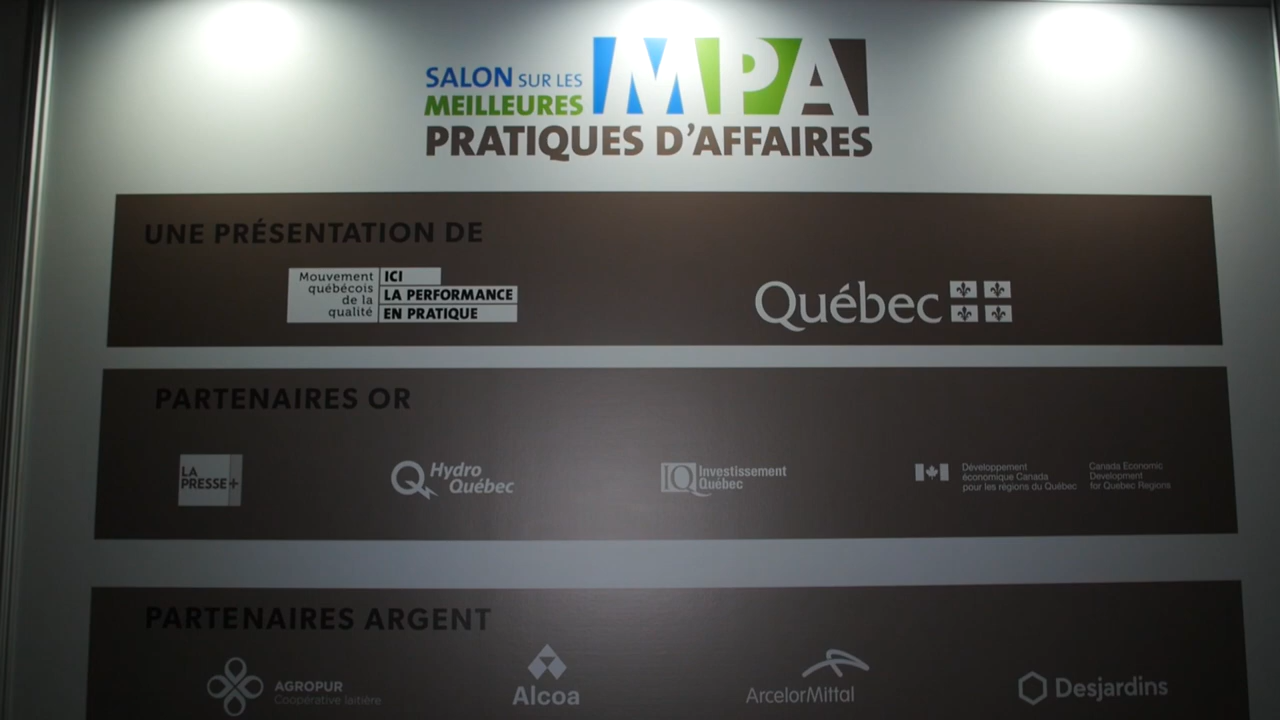 SALON SUR LES
MEILLEURES
MPA
PRATIQUES D'AFFAIRES
UNE PRÉSENTATION DE
Mouvement
québécois
de la
qualité
ICI
LA PERFORMANCE
EN PRATIQUE
Québec
PARTENAIRES OR
LA
PRESSE+
Hydro
Québec
IQ
Investissement
Québec
Développement
économique Canada
pour les régions du Québec
Canada Economic
Development
for Quebec Regions
PARTENAIRES ARGENT
AGROPUR
Coopérative laitière
Alcoa
ArcelorMittal
Desjardins